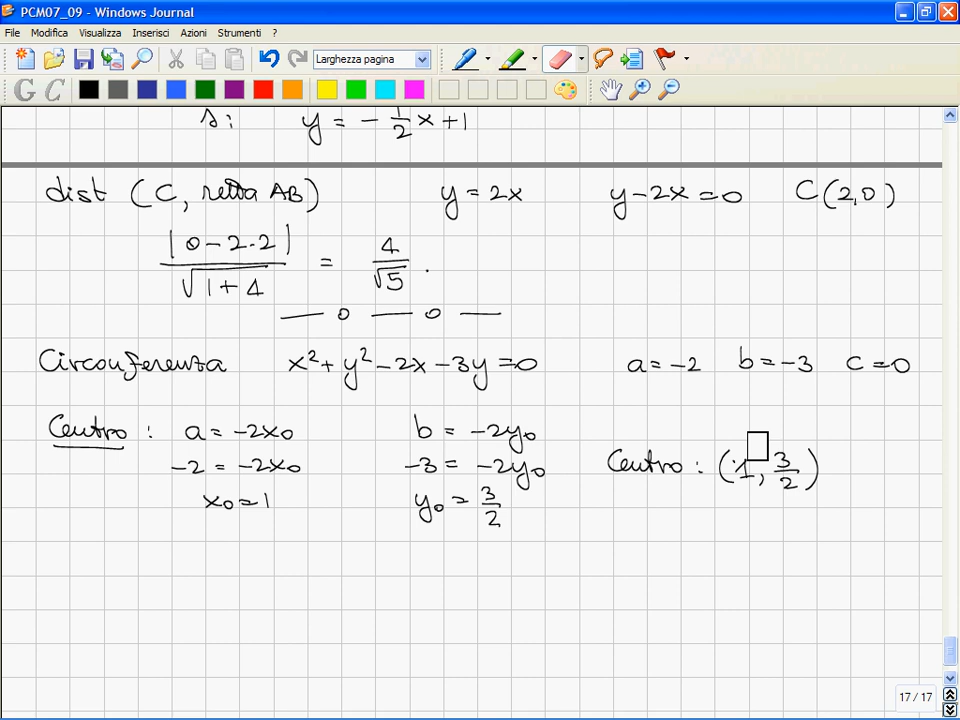 PCM07_09 - Windows Journal
File Modifica Visualizza Inserisci Azioni Strumenti ?
Larghezza pagina
G C
s: y = - 1/2 x + 1
dist (C, retta AB) y = 2x y - 2x = 0 C (2,0)
|0 - 2·2| / √1+4 = 4/√5 .
— o — o —
Circonferenza x² + y² - 2x - 3y = 0 a = -2 b = -3 c = 0
Centro : a = -2x₀ b = -2y₀
-2 = -2x₀ -3 = -2y₀ Centro : (1, 3/2)
x₀ = 1 y₀ = 3/2
17 / 17